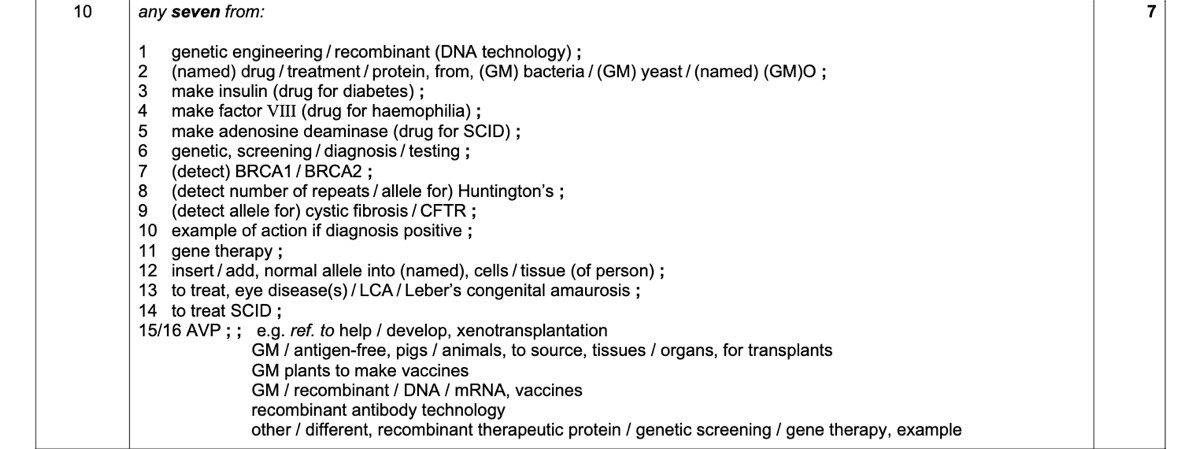 10 any seven from: 7
1 genetic engineering / recombinant (DNA technology) ;
2 (named) drug / treatment / protein, from, (GM) bacteria / (GM) yeast / (named) (GM)O ;
3 make insulin (drug for diabetes) ;
4 make factor VIII (drug for haemophilia) ;
5 make adenosine deaminase (drug for SCID) ;
6 genetic, screening / diagnosis / testing ;
7 (detect) BRCA1 / BRCA2 ;
8 (detect number of repeats / allele for) Huntington's ;
9 (detect allele for) cystic fibrosis / CFTR ;
10 example of action if diagnosis positive ;
11 gene therapy ;
12 insert / add, normal allele into (named), cells / tissue (of person) ;
13 to treat, eye disease(s) / LCA / Leber's congenital amaurosis ;
14 to treat SCID ;
15/16 AVP ; ; e.g. ref. to help / develop, xenotransplantation
GM / antigen-free, pigs / animals, to source, tissues / organs, for transplants
GM plants to make vaccines
GM / recombinant / DNA / mRNA, vaccines
recombinant antibody technology
other / different, recombinant therapeutic protein / genetic screening / gene therapy, example